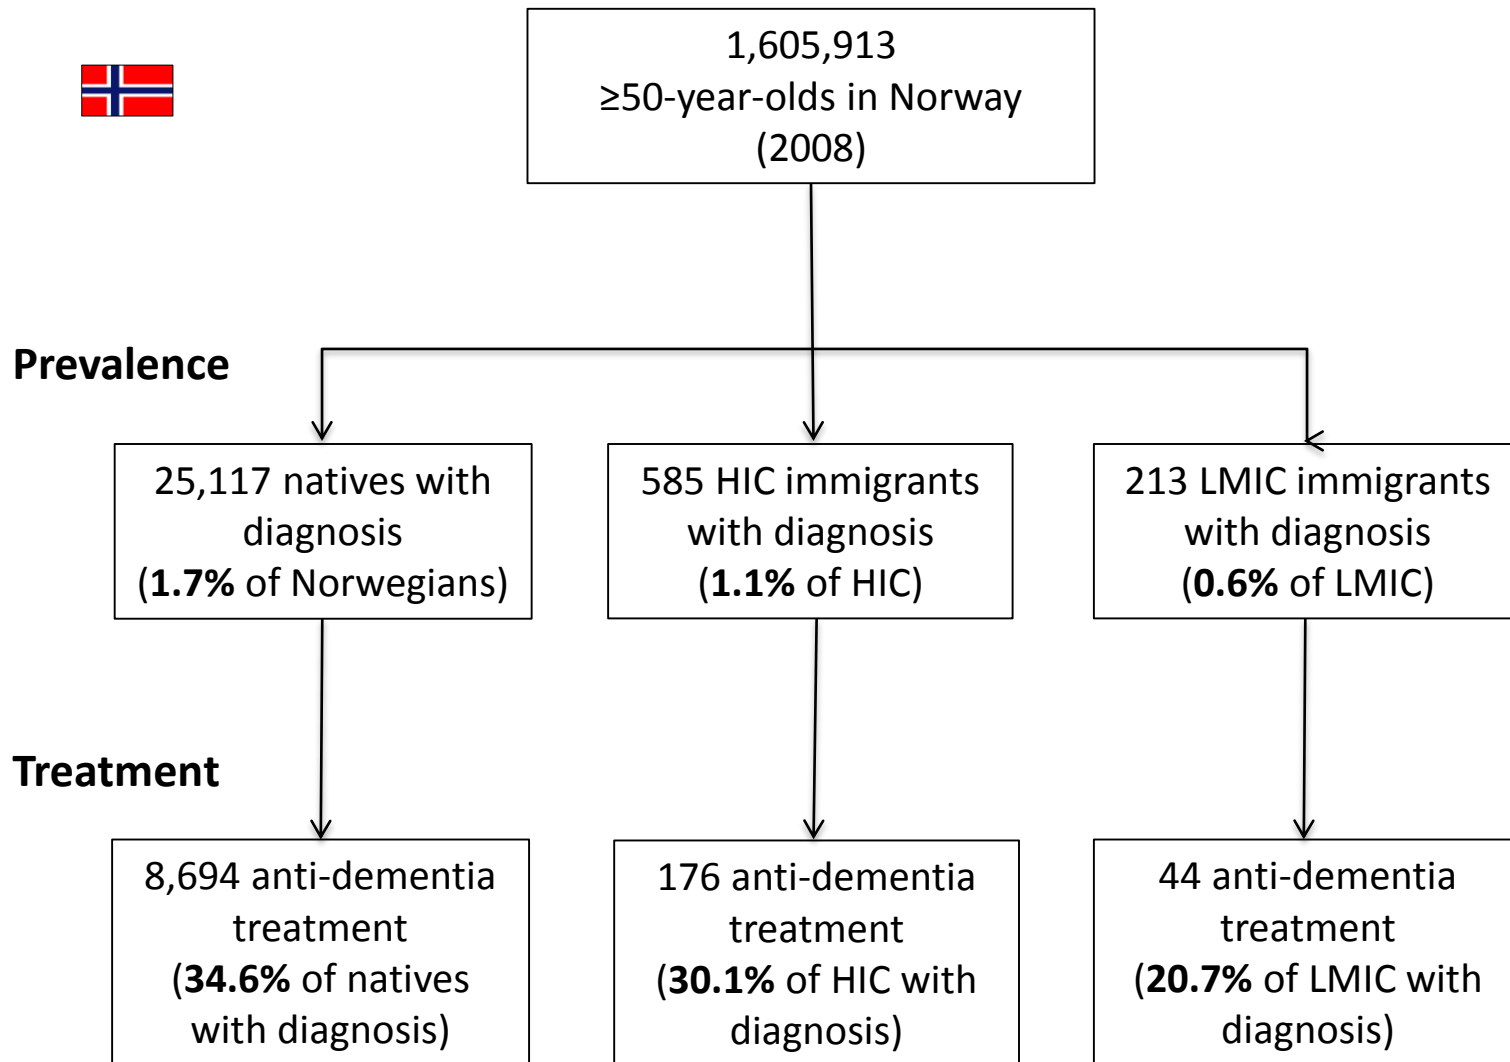 1,605,913
≥50-year-olds in Norway
(2008)
Prevalence
25,117 natives with
diagnosis
(1.7% of Norwegians)
585 HIC immigrants
with diagnosis
(1.1% of HIC)
213 LMIC immigrants
with diagnosis
(0.6% of LMIC)
Treatment
8,694 anti-dementia
treatment
(34.6% of natives
with diagnosis)
176 anti-dementia
treatment
(30.1% of HIC with
diagnosis)
44 anti-dementia
treatment
(20.7% of LMIC with
diagnosis)